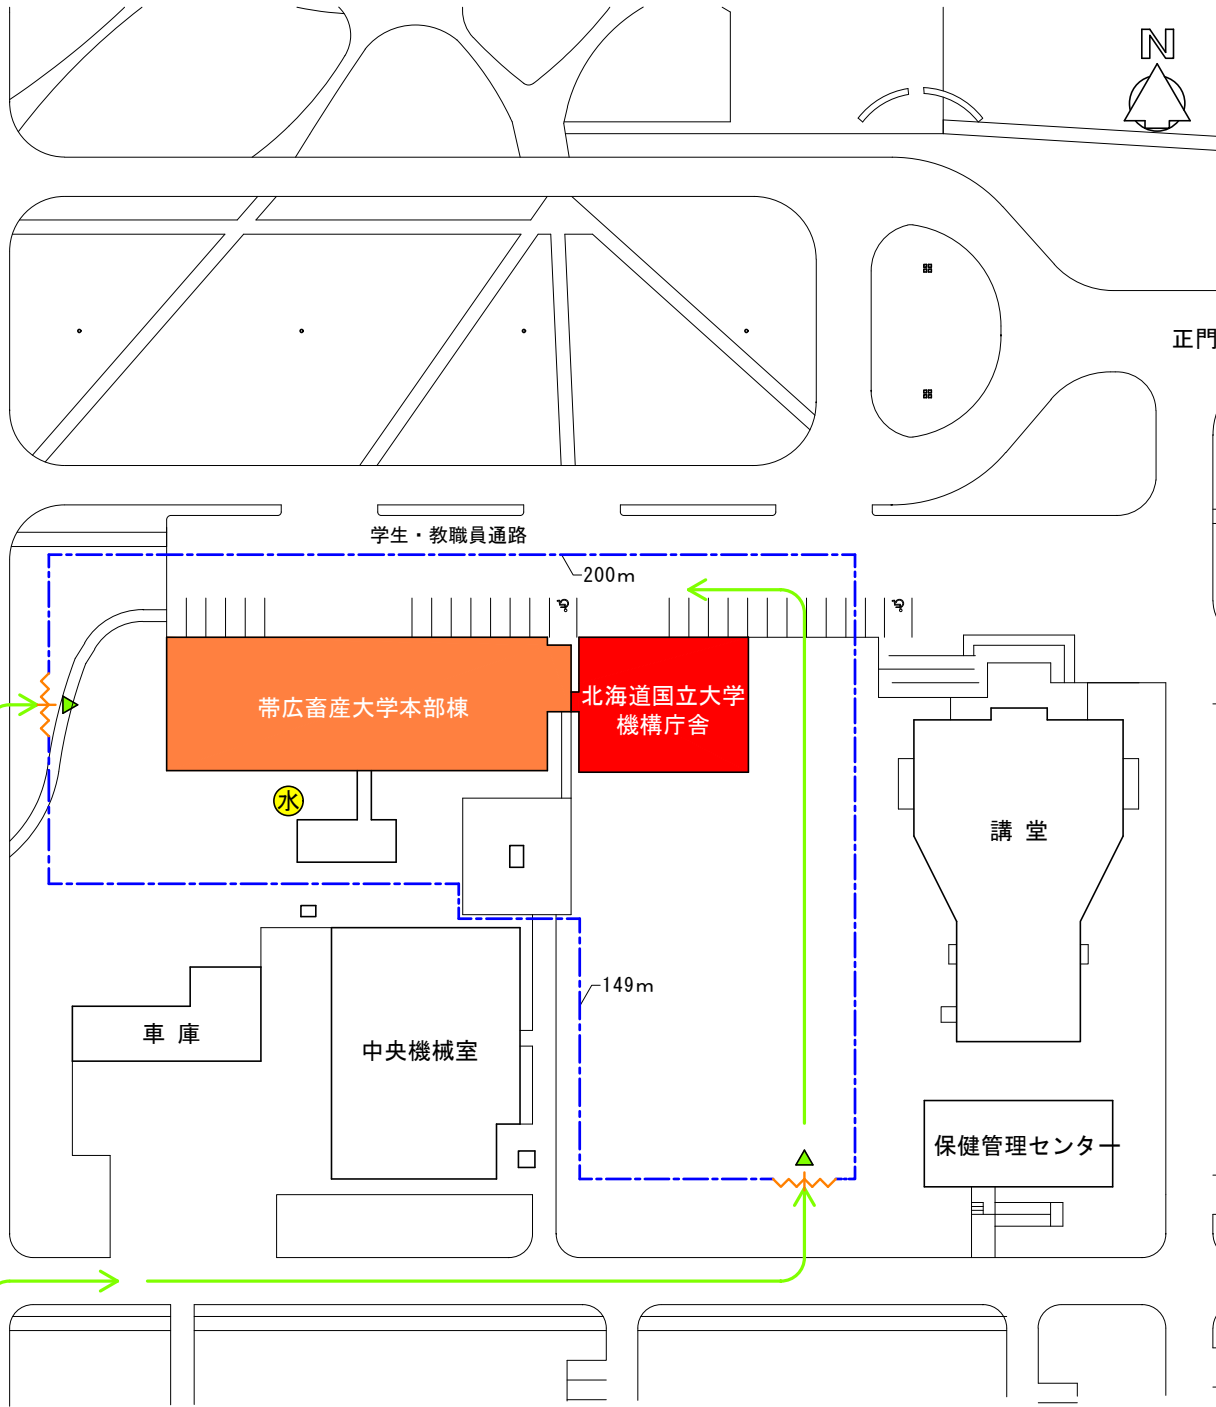 N
正門
学生・教職員通路
200m
帯広畜産大学本部棟
北海道国立大学
機構庁舎
水
講 堂
149m
車 庫
中央機械室
保健管理センター